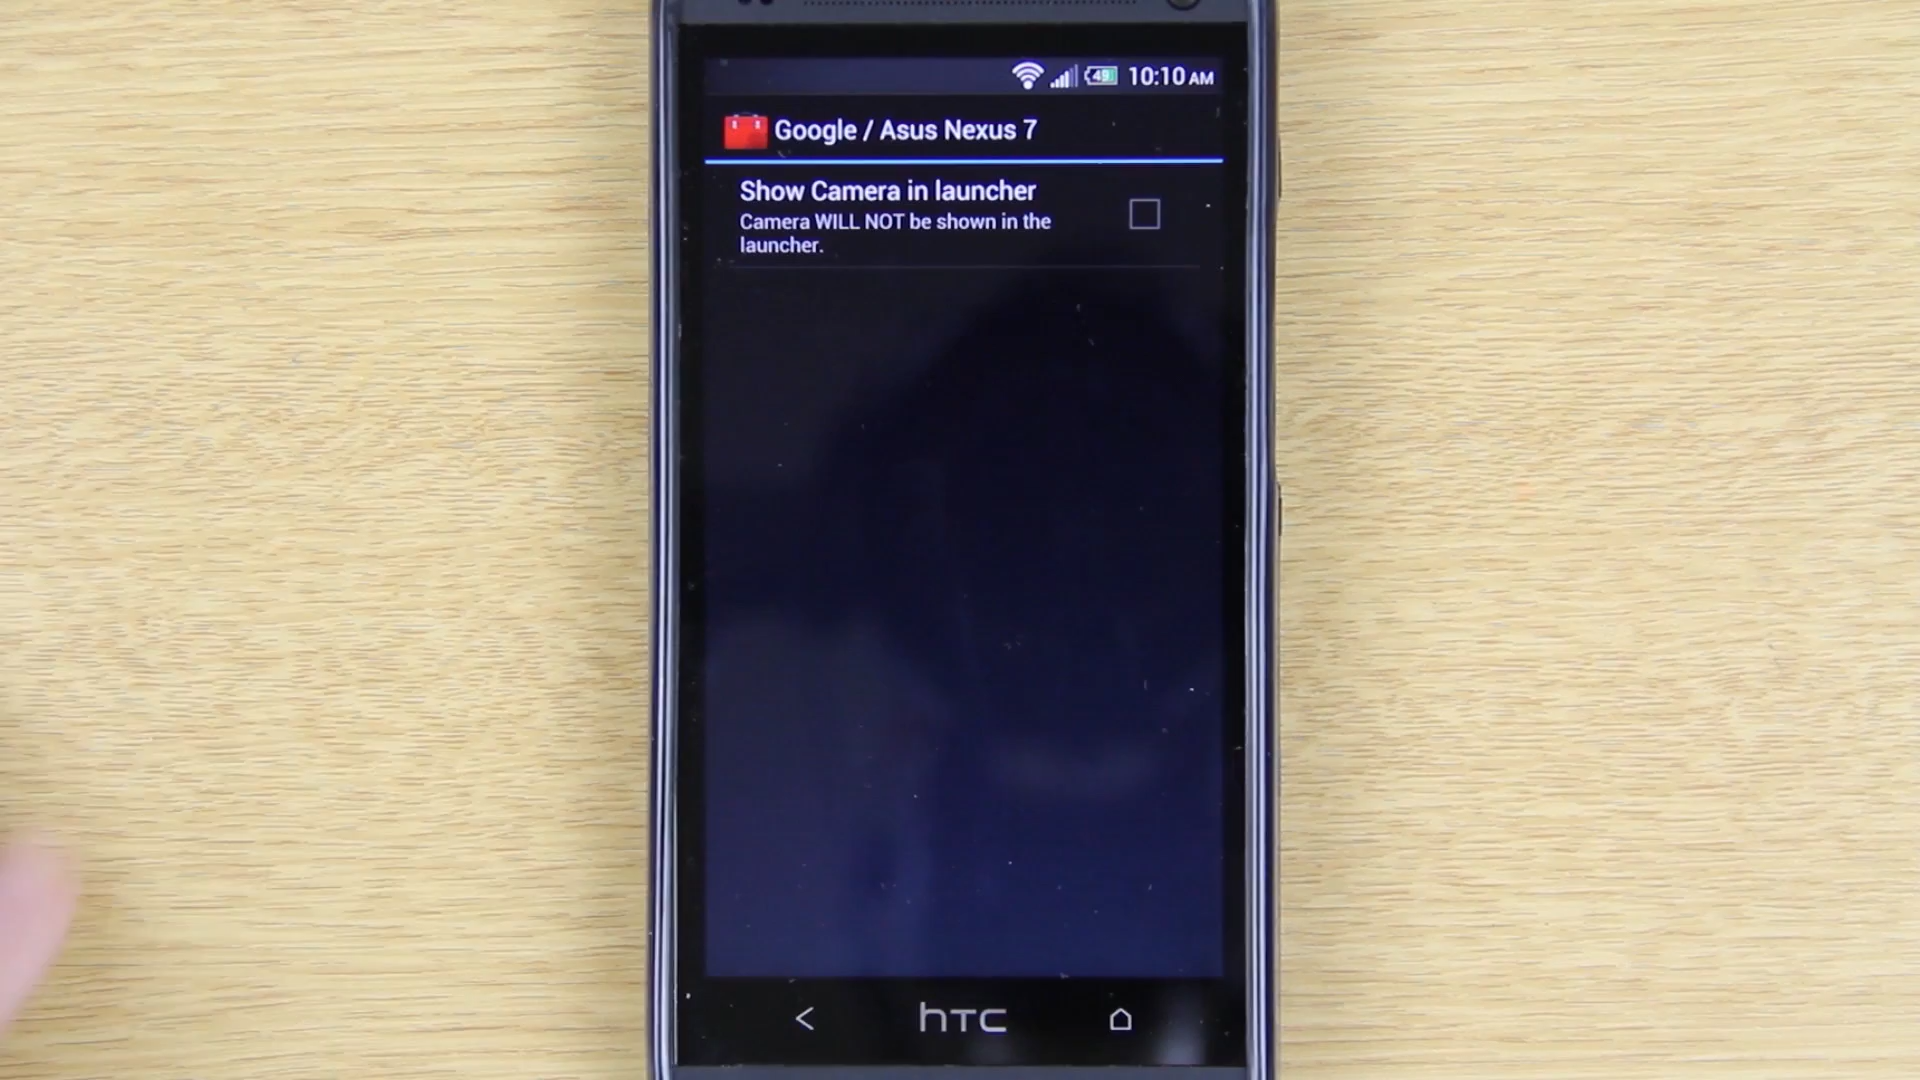 49 10:10 AM
Google / Asus Nexus 7
Show Camera in launcher
Camera WILL NOT be shown in the
launcher.
hTC